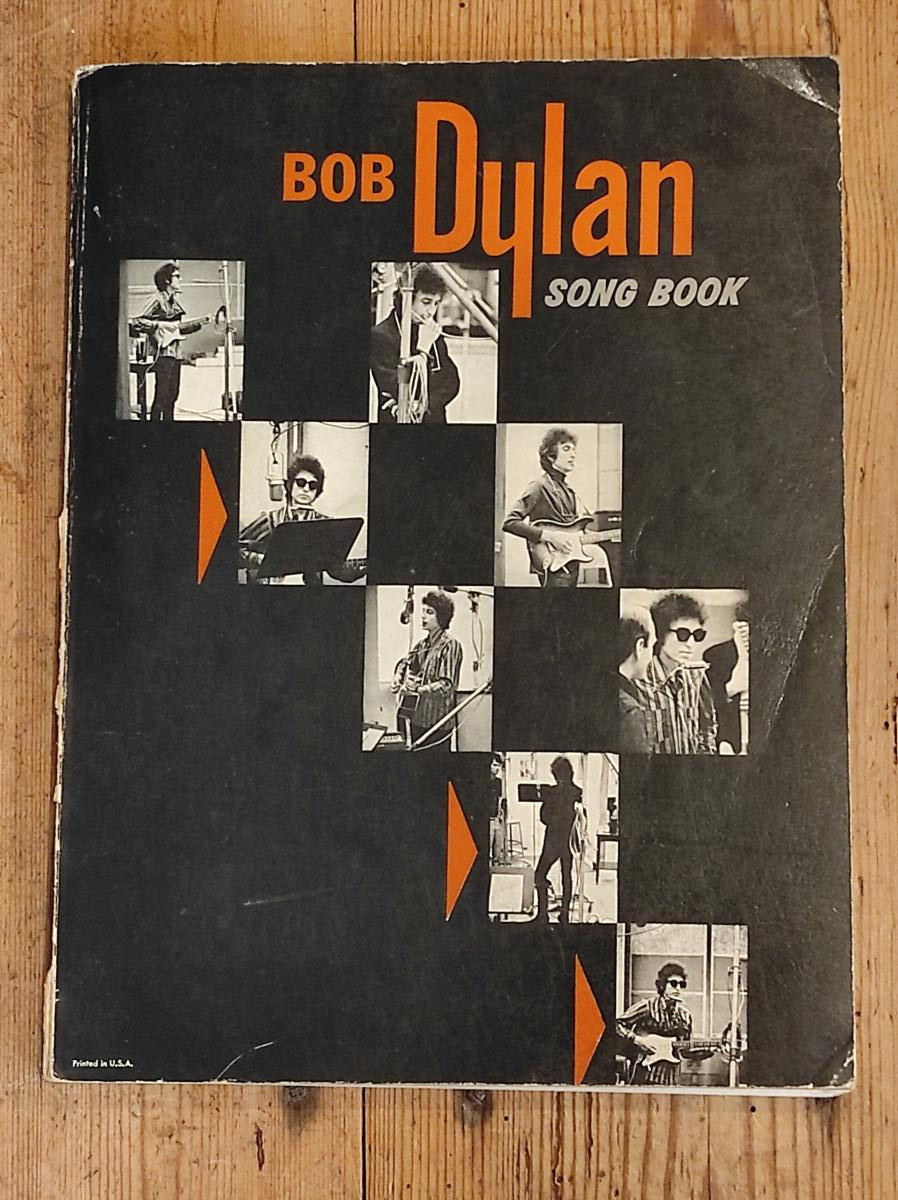 BOB Dylan
SONG BOOK
Printed in U.S.A.